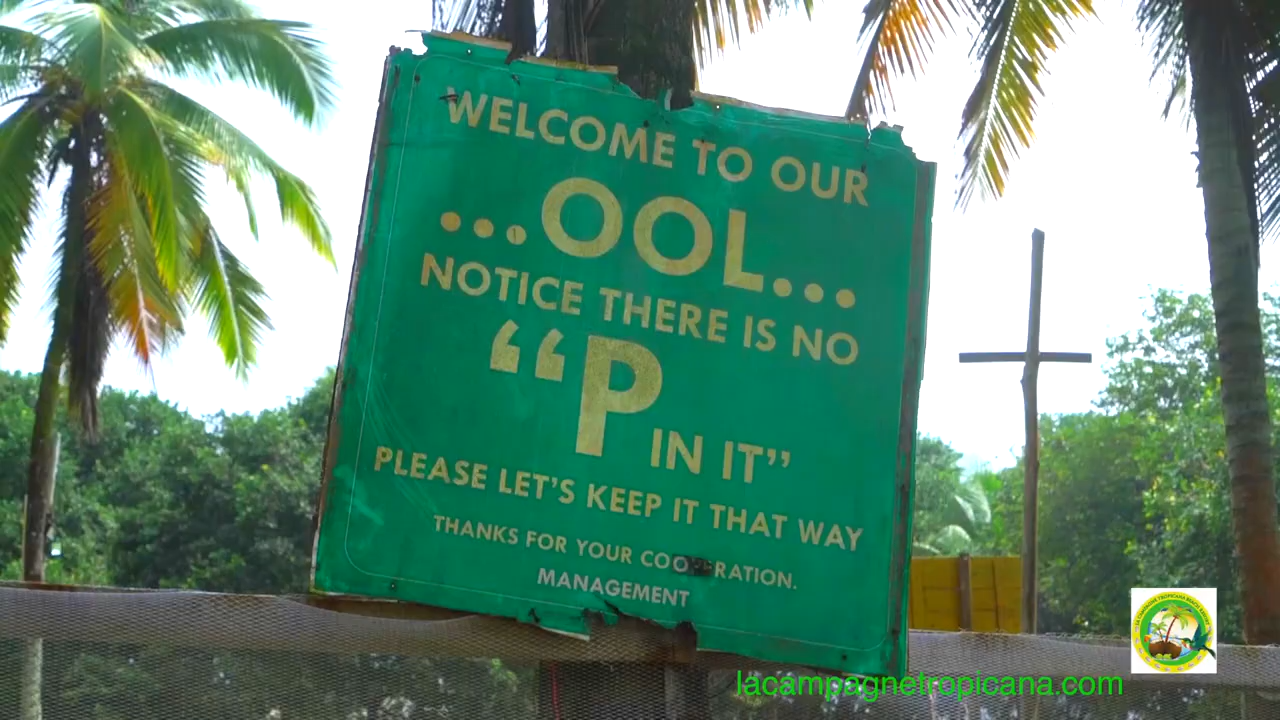 WELCOME TO OUR
...OOL...
NOTICE THERE IS NO
“P IN IT”
PLEASE LET'S KEEP IT THAT WAY
THANKS FOR YOUR COOPERATION.
MANAGEMENT
lacampagnetropicana.com